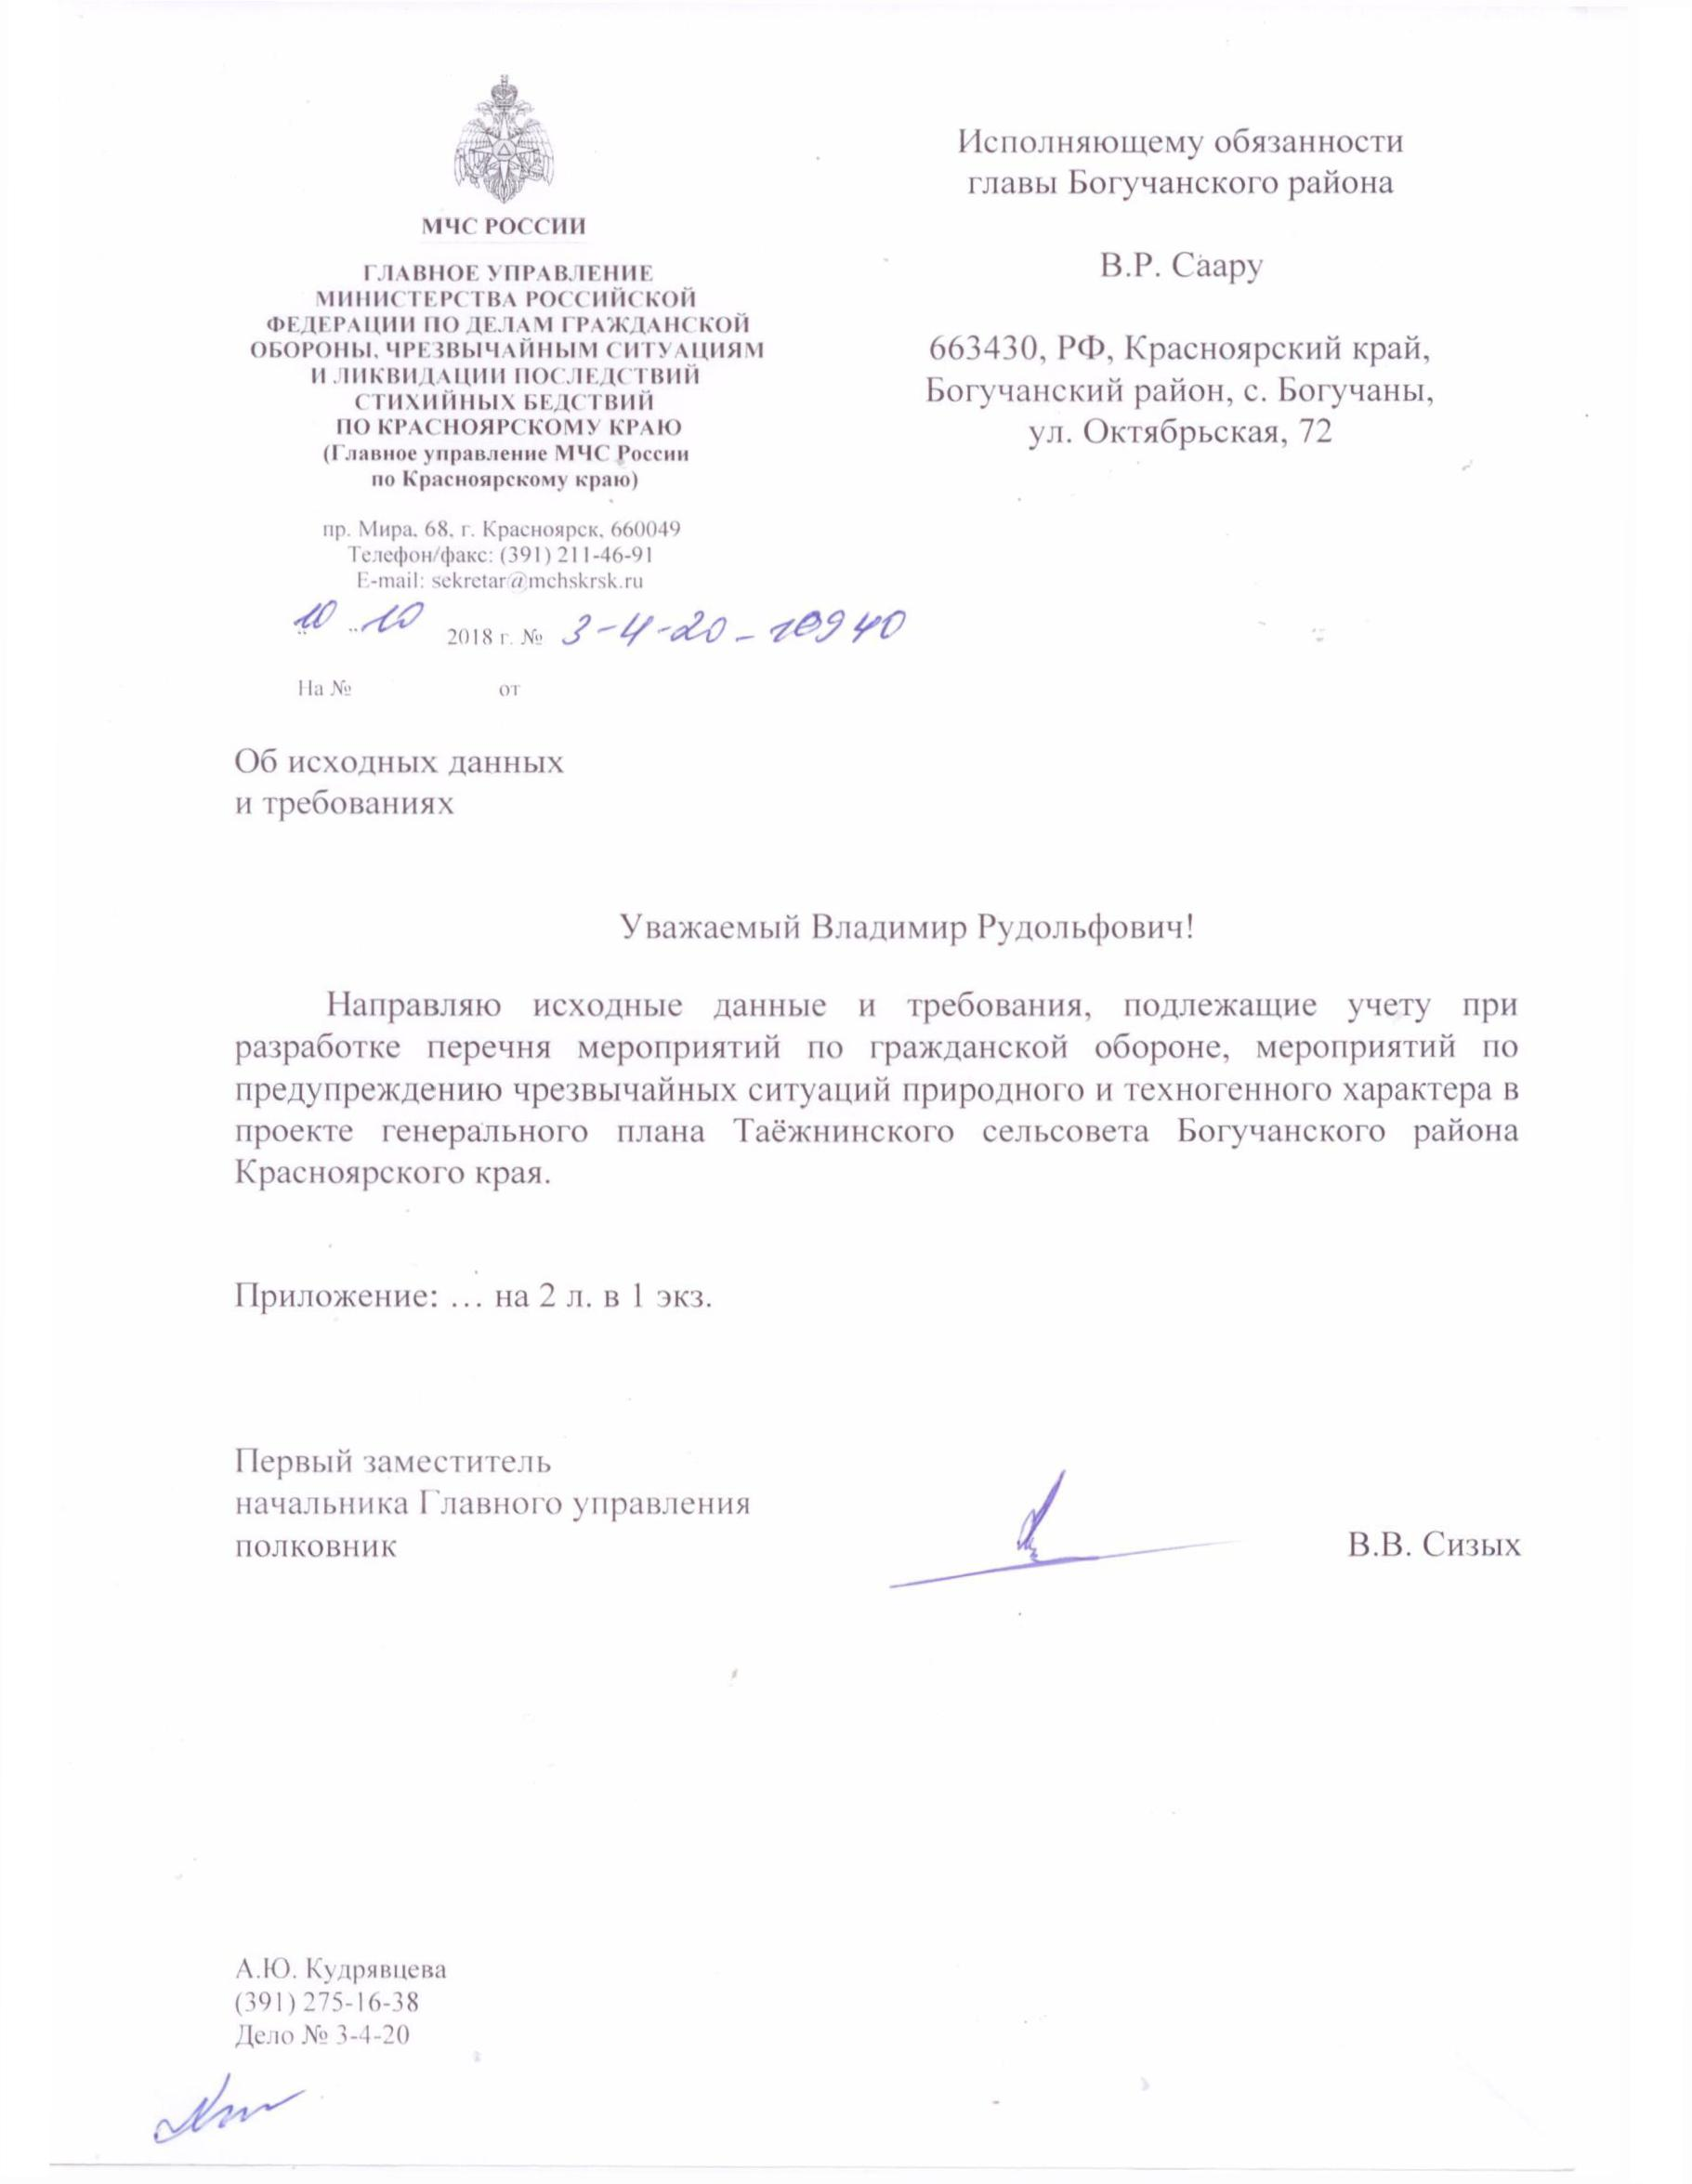 МЧС РОССИИ
ГЛАВНОЕ УПРАВЛЕНИЕ
МИНИСТЕРСТВА РОССИЙСКОЙ
ФЕДЕРАЦИИ ПО ДЕЛАМ ГРАЖДАНСКОЙ
ОБОРОНЫ, ЧРЕЗВЫЧАЙНЫМ СИТУАЦИЯМ
И ЛИКВИДАЦИИ ПОСЛЕДСТВИЙ
СТИХИЙНЫХ БЕДСТВИЙ
ПО КРАСНОЯРСКОМУ КРАЮ
(Главное управление МЧС России
по Красноярскому краю)
пр. Мира, 68, г. Красноярск, 660049
Телефон/факс: (391) 211-46-91
E-mail: sekretar@mchskrsk.ru
10 10 2018 г. № 3-4-20-10940
На № от
Исполняющему обязанности
главы Богучанского района
В.Р. Саару
663430, РФ, Красноярский край,
Богучанский район, с. Богучаны,
ул. Октябрьская, 72
Об исходных данных
и требованиях
Уважаемый Владимир Рудольфович!
Направляю исходные данные и требования, подлежащие учету при
разработке перечня мероприятий по гражданской обороне, мероприятий по
предупреждению чрезвычайных ситуаций природного и техногенного характера в
проекте генерального плана Таёжнинского сельсовета Богучанского района
Красноярского края.
Приложение: … на 2 л. в 1 экз.
Первый заместитель
начальника Главного управления
полковник В.В. Сизых
А.Ю. Кудрявцева
(391) 275-16-38
Дело № 3-4-20